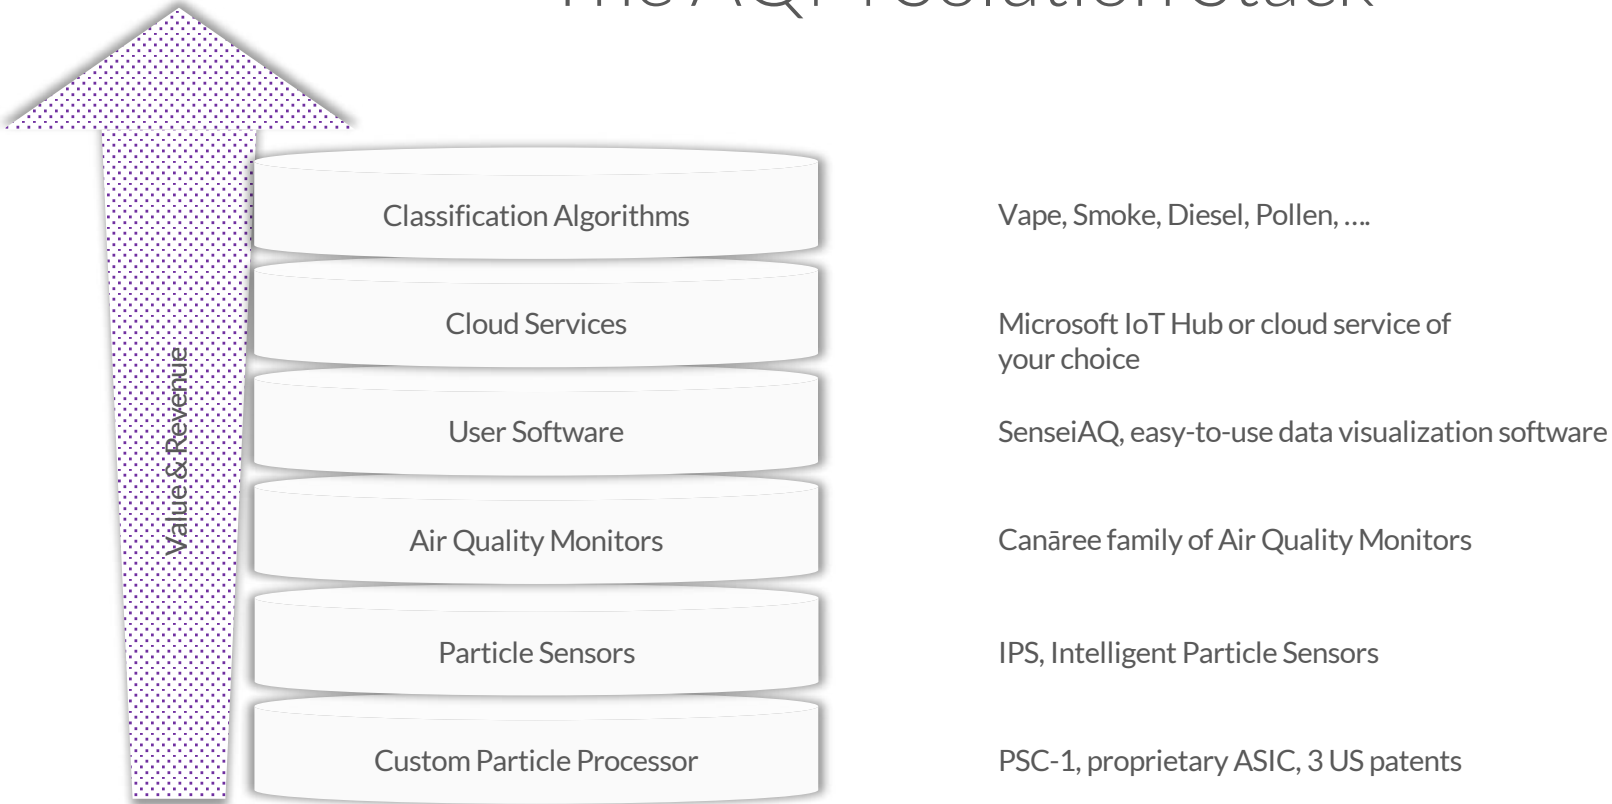 Classification Algorithms
Vape, Smoke, Diesel, Pollen, ....
Cloud Services
Microsoft IoT Hub or cloud service of
your choice
User Software
SenseiAQ, easy-to-use data visualization software
Value & Revenue
Air Quality Monitors
Canāree family of Air Quality Monitors
Particle Sensors
IPS, Intelligent Particle Sensors
Custom Particle Processor
PSC-1, proprietary ASIC, 3 US patents